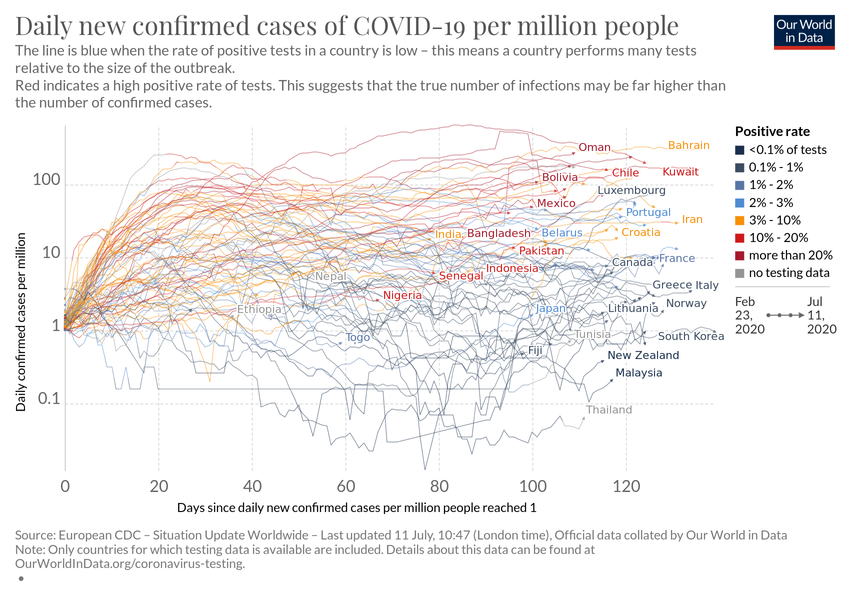 Daily new confirmed cases of COVID-19 per million people
Our World
in Data
The line is blue when the rate of positive tests in a country is low – this means a country performs many tests
relative to the size of the outbreak.
Red indicates a high positive rate of tests. This suggests that the true number of infections may be far higher than
the number of confirmed cases.
Daily confirmed cases per million
100
10
1
0.1
0
20
40
60
80
100
120
Days since daily new confirmed cases per million people reached 1
Oman
Bahrain
Bolivia
Chile
Kuwait
Luxembourg
Mexico
Portugal
Iran
India
Bangladesh
Belarus
Croatia
Pakistan
Canada
France
Indonesia
Nepal
Senegal
Greece
Italy
Nigeria
Norway
Ethiopia
Japan
Lithuania
Togo
Tunisia
South Korea
Fiji
New Zealand
Malaysia
Thailand
Positive rate
<0.1% of tests
0.1% - 1%
1% - 2%
2% - 3%
3% - 10%
10% - 20%
more than 20%
no testing data
Feb
23,
2020
Jul
11,
2020
Source: European CDC – Situation Update Worldwide – Last updated 11 July, 10:47 (London time), Official data collated by Our World in Data
Note: Only countries for which testing data is available are included. Details about this data can be found at
OurWorldInData.org/coronavirus-testing.